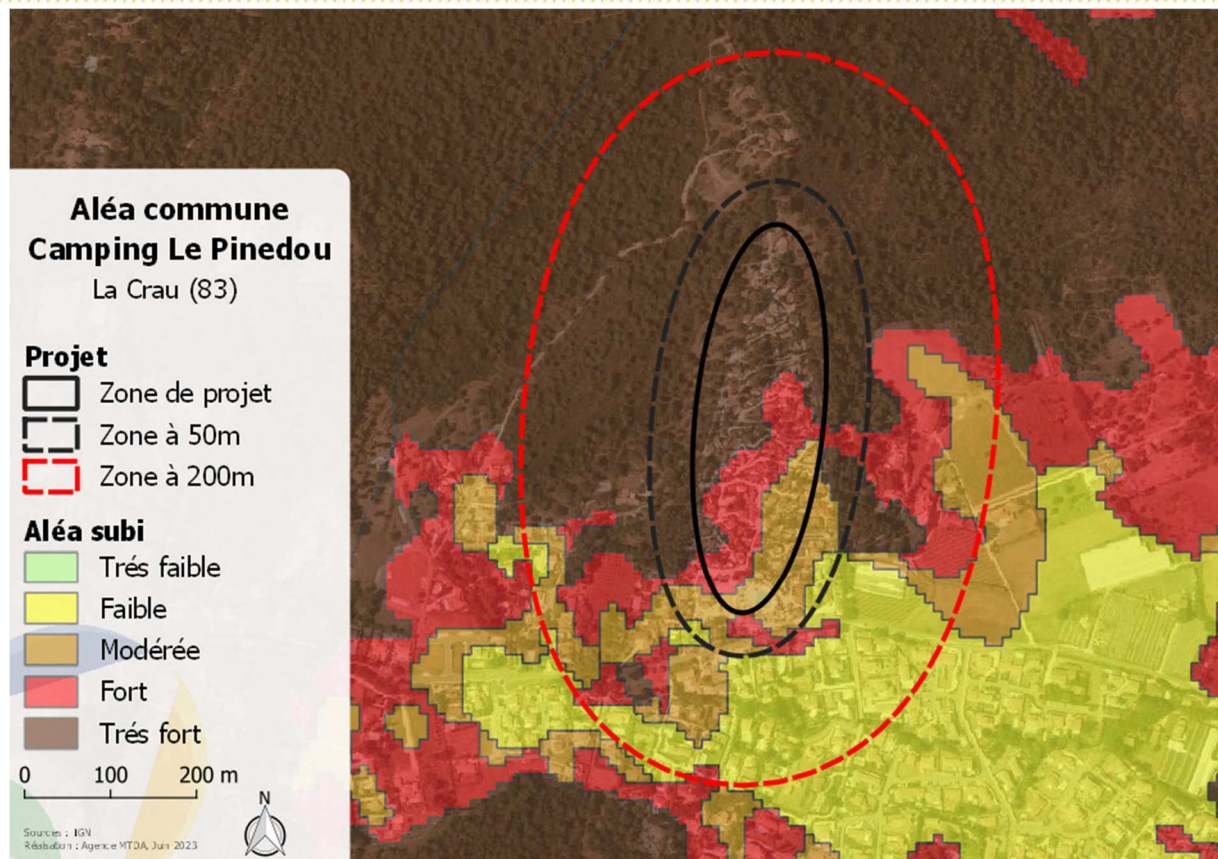 Aléa commune
Camping Le Pinedou
La Crau (83)
Projet
Zone de projet
Zone à 50m
Zone à 200m
Aléa subi
Trés faible
Faible
Modérée
Fort
Trés fort
0 100 200 m
N
Sources : IGN
Réalisation : Agence MTDA, Juin 2023